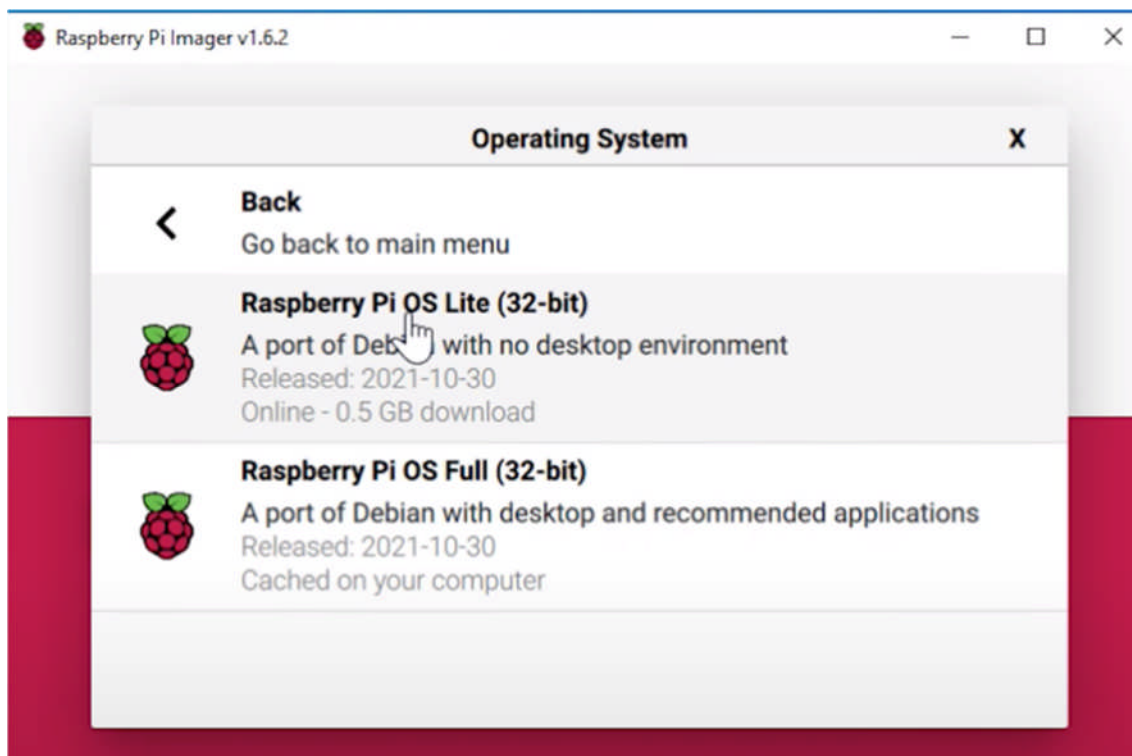 Raspberry Pi Imager v1.6.2
Operating System X
Back
Go back to main menu
Raspberry Pi OS Lite (32-bit)
A port of Debian with no desktop environment
Released: 2021-10-30
Online - 0.5 GB download
Raspberry Pi OS Full (32-bit)
A port of Debian with desktop and recommended applications
Released: 2021-10-30
Cached on your computer